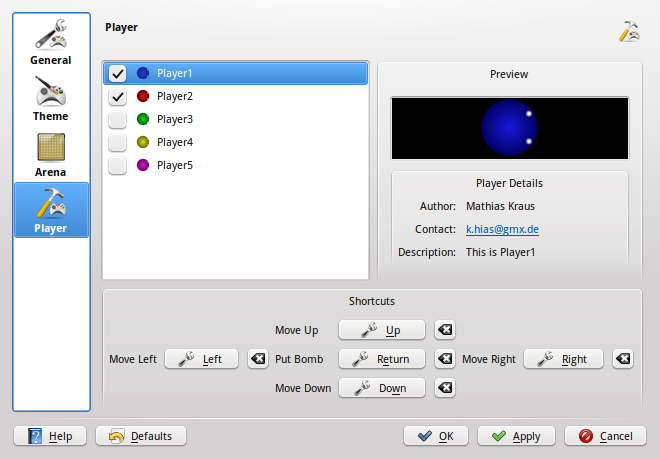 Player
General
Theme
Arena
Player
Player1
Player2
Player3
Player4
Player5
Preview
Player Details
Author: Mathias Kraus
Contact: k.hias@gmx.de
Description: This is Player1
Shortcuts
Move Up Up
Move Left Left Put Bomb Return Move Right Right
Move Down Down
Help Defaults OK Apply Cancel